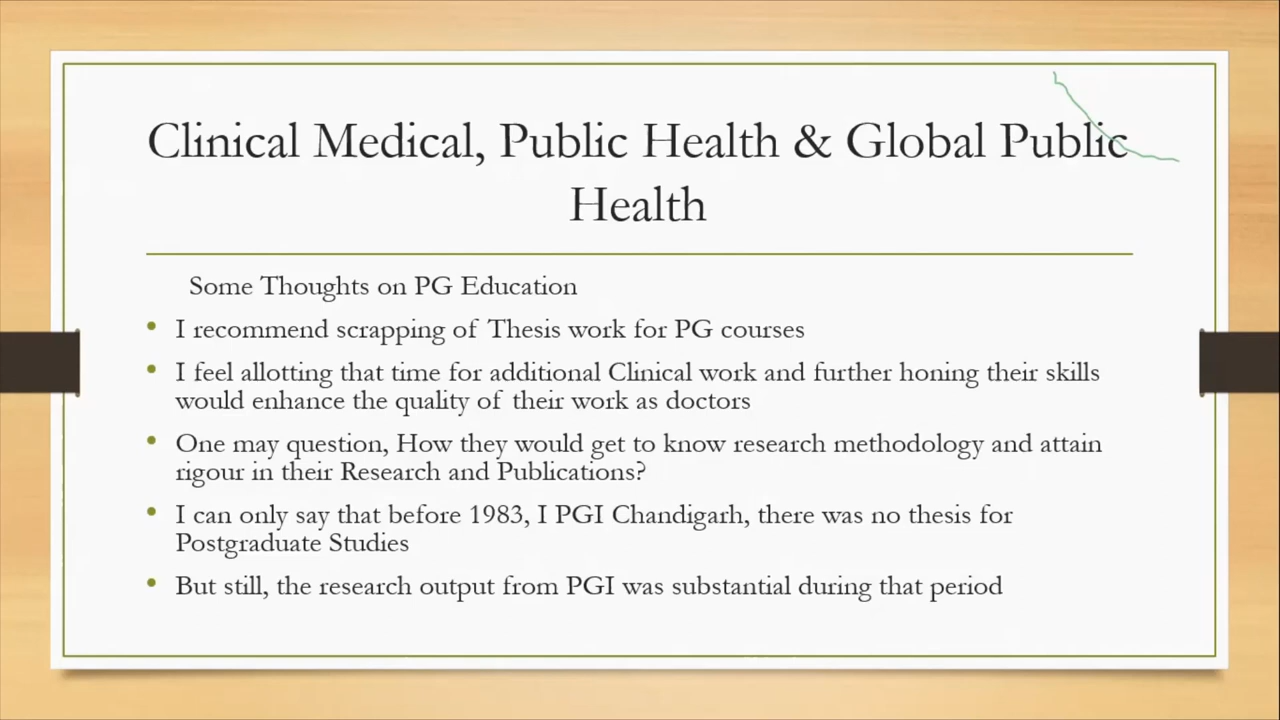 Clinical Medical, Public Health & Global Public
Health
Some Thoughts on PG Education
• I recommend scrapping of Thesis work for PG courses
• I feel allotting that time for additional Clinical work and further honing their skills
would enhance the quality of their work as doctors
• One may question, How they would get to know research methodology and attain
rigour in their Research and Publications?
• I can only say that before 1983, I PGI Chandigarh, there was no thesis for
Postgraduate Studies
• But still, the research output from PGI was substantial during that period